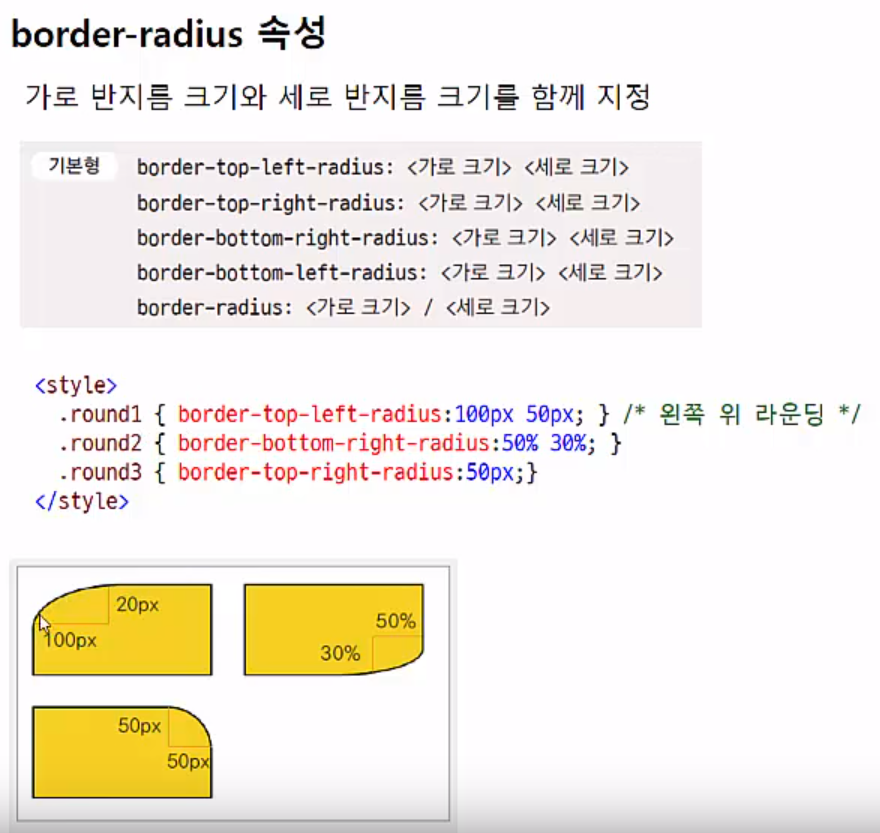 border-radius 속성
가로 반지름 크기와 세로 반지름 크기를 함께 지정
기본형 border-top-left-radius: <가로 크기> <세로 크기>
border-top-right-radius: <가로 크기> <세로 크기>
border-bottom-right-radius: <가로 크기> <세로 크기>
border-bottom-left-radius: <가로 크기> <세로 크기>
border-radius: <가로 크기> / <세로 크기>
<style>
.round1 { border-top-left-radius:100px 50px; } /* 왼쪽 위 라운딩 */
.round2 { border-bottom-right-radius:50% 30%; }
.round3 { border-top-right-radius:50px;}
</style>
20px
100px
50%
30%
50px
50px